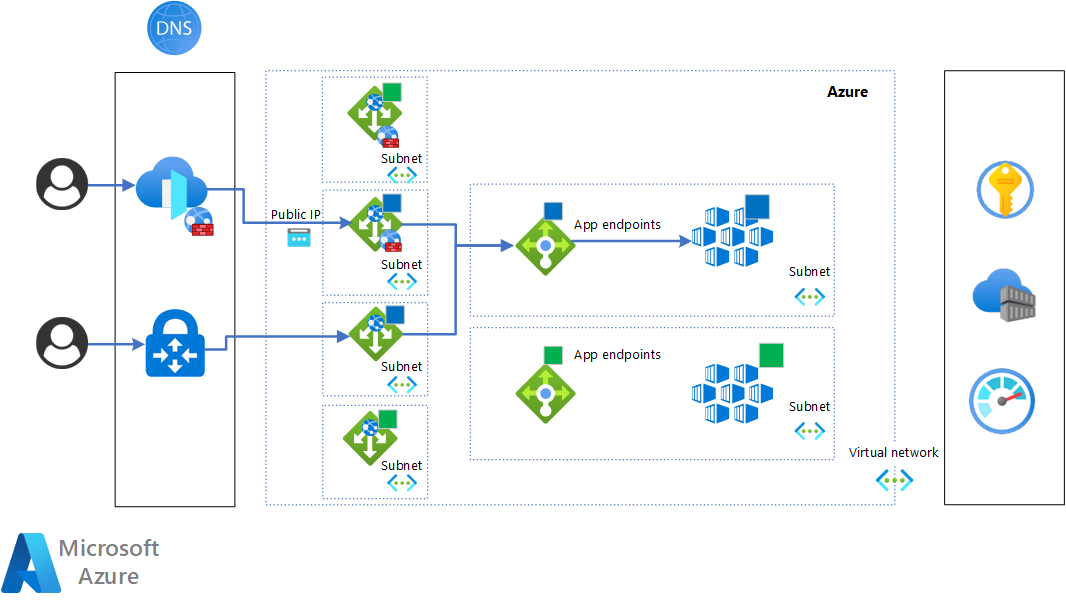 DNS
Azure
Subnet
Public IP
Subnet
App endpoints
Subnet
Subnet
App endpoints
Subnet
Subnet
Virtual network
Microsoft
Azure